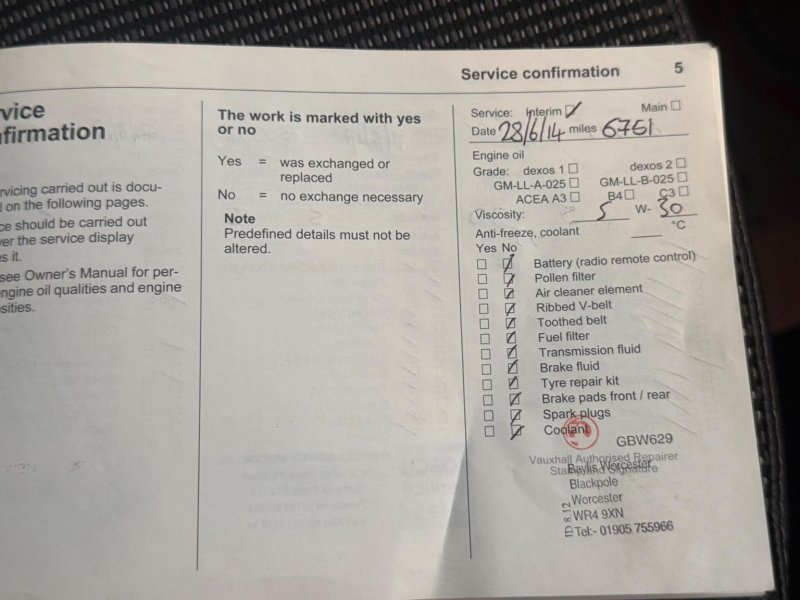 Service confirmation 5
vice
firmation
rvicing carried out is docu-
on the following pages.
ce should be carried out
er the service display
s it.
see Owner's Manual for per-
ngine oil qualities and engine
sities.
The work is marked with yes
or no
Yes = was exchanged or
replaced
No = no exchange necessary
Note
Predefined details must not be
altered.
Service: Interim Main
Date 28/6/14 miles 6751
Engine oil
Grade: dexos 1 dexos 2
GM-LL-A-025 GM-LL-B-025
ACEA A3 B4 C3
Viscosity: 5 W- 30
Anti-freeze, coolant °C
Yes No
Battery (radio remote control)
Pollen filter
Air cleaner element
Ribbed V-belt
Toothed belt
Fuel filter
Transmission fluid
Brake fluid
Tyre repair kit
Brake pads front / rear
Spark plugs
Coolant
GBW629
Vauxhall Authorised Repairer
Stamp and Signature
Baylis Worcester
Blackpole
Worcester
WR4 9XN
Tel:- 01905 755966